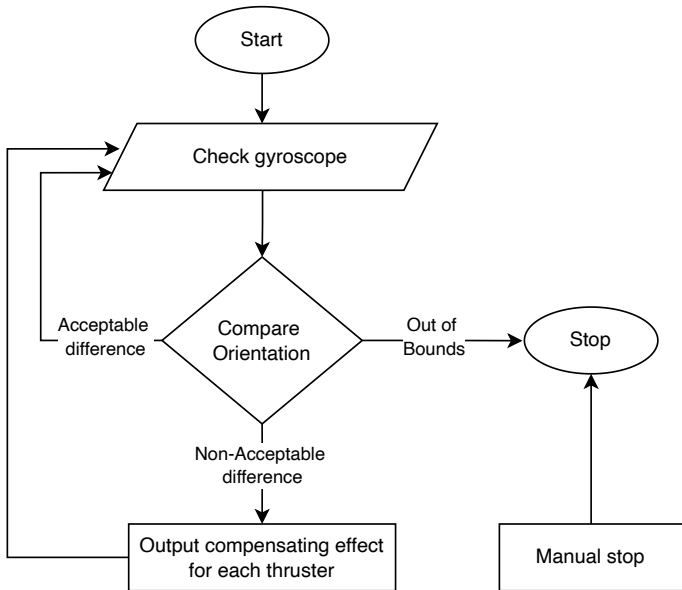 Start
Check gyroscope
Acceptable
difference
Compare
Orientation
Out of
Bounds
Stop
Non-Acceptable
difference
Output compensating effect
for each thruster
Manual stop